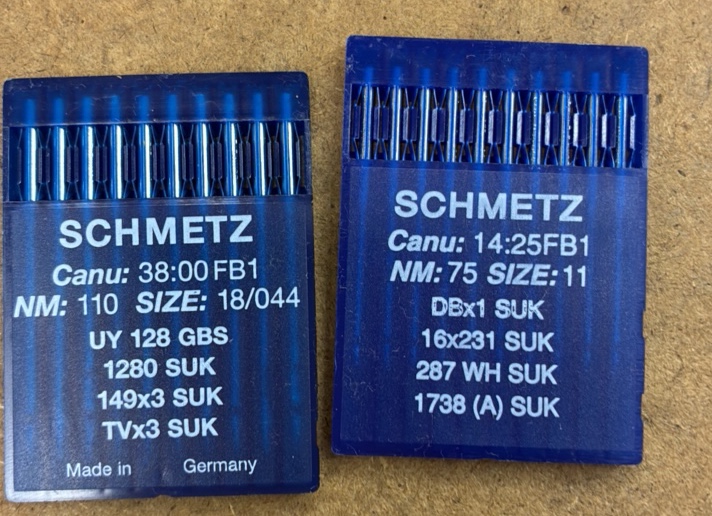 SCHMETZ
Canu: 38:00 FB1
NM: 110 SIZE: 18/044
UY 128 GBS
1280 SUK
149x3 SUK
TVx3 SUK
Made in Germany
SCHMETZ
Canu: 14:25FB1
NM: 75 SIZE: 11
DBx1 SUK
16x231 SUK
287 WH SUK
1738 (A) SUK